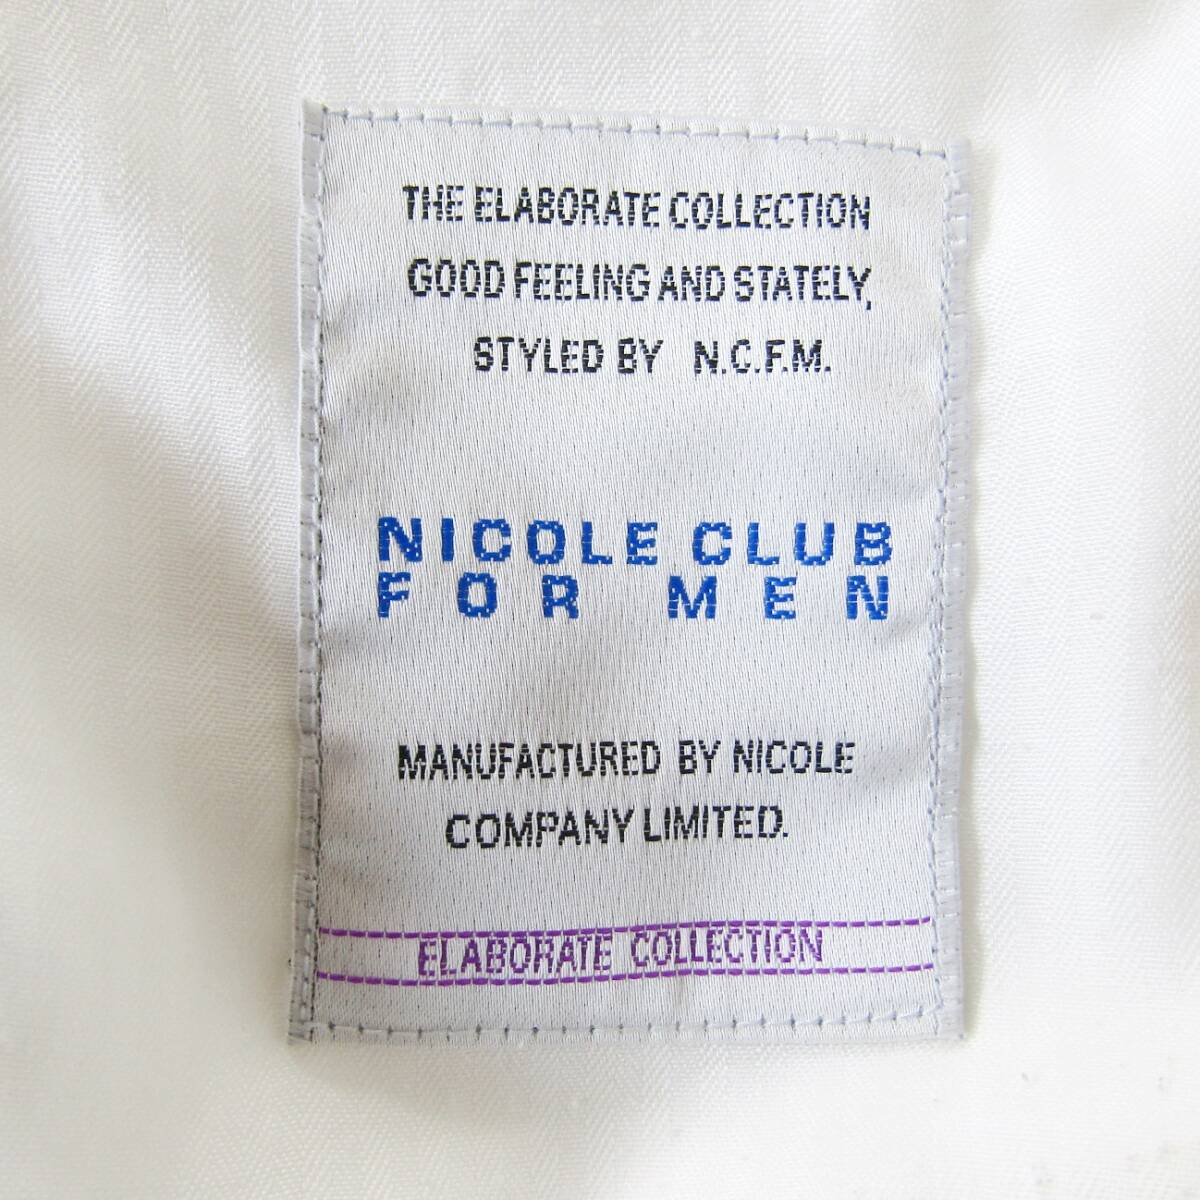 THE ELABORATE COLLECTION
GOOD FEELING AND STATELY,
STYLED BY N.C.F.M.
NICOLE CLUB
FOR MEN
MANUFACTURED BY NICOLE
COMPANY LIMITED.
ELABORATE COLLECTION